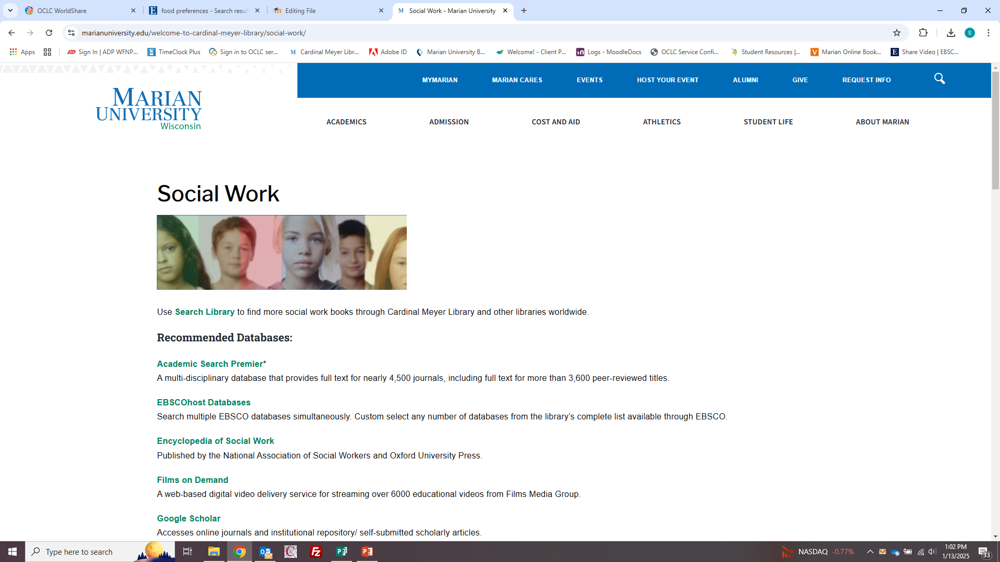 OCLC WorldShare
food preferences - Search resul
Editing File
Social Work - Marian University
marianuniversity.edu/welcome-to-cardinal-meyer-library/social-work/
S
Apps
Sign In | ADP WFNP...
TimeClock Plus
Sign in to OCLC ser...
Cardinal Meyer Libr...
Adobe ID
Marian University B...
Welcome! - Client P...
Logs - MoodleDocs
OCLC Service Confi...
Student Resources |...
Marian Online Book...
Share Video | EBSC...
MYMARIAN
MARIAN CARES
EVENTS
HOST YOUR EVENT
ALUMNI
GIVE
REQUEST INFO
MARIAN
UNIVERSITY
Wisconsin
ACADEMICS
ADMISSION
COST AND AID
ATHLETICS
STUDENT LIFE
ABOUT MARIAN
Social Work
Use Search Library to find more social work books through Cardinal Meyer Library and other libraries worldwide.
Recommended Databases:
Academic Search Premier*
A multi-disciplinary database that provides full text for nearly 4,500 journals, including full text for more than 3,600 peer-reviewed titles.
EBSCOhost Databases
Search multiple EBSCO databases simultaneously. Custom select any number of databases from the library’s complete list available through EBSCO.
Encyclopedia of Social Work
Published by the National Association of Social Workers and Oxford University Press.
Films on Demand
A web-based digital video delivery service for streaming over 6000 educational videos from Films Media Group.
Google Scholar
Accesses online journals and institutional repository/ self-submitted scholarly articles.
Type here to search
NASDAQ -0.77%
1:02 PM
1/13/2025
33